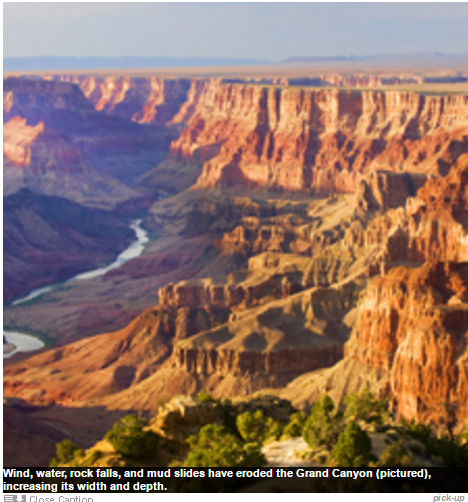 Wind, water, rock falls, and mud slides have eroded the Grand Canyon (pictured),
increasing its width and depth.
Close Caption
pick-up